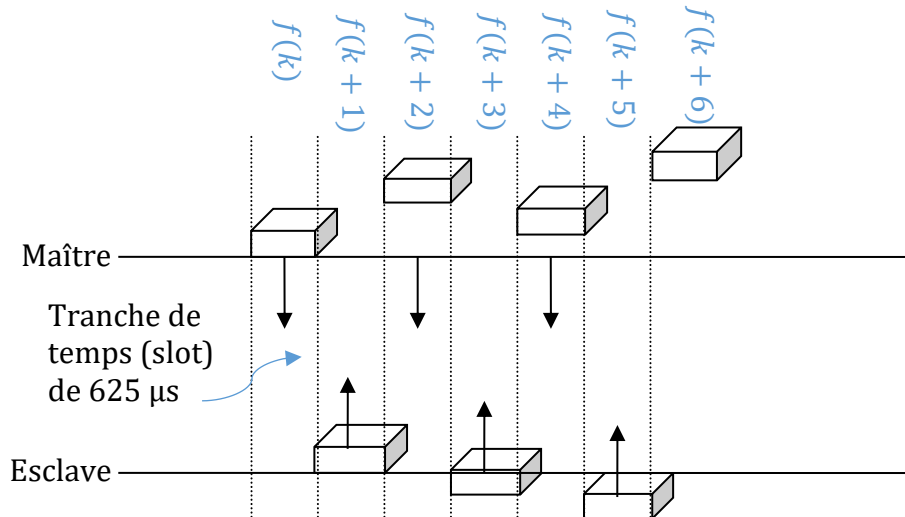 f(k)
f(k + 1)
f(k + 2)
f(k + 3)
f(k + 4)
f(k + 5)
f(k + 6)
Maître
Tranche de
temps (slot)
de 625 μs
Esclave